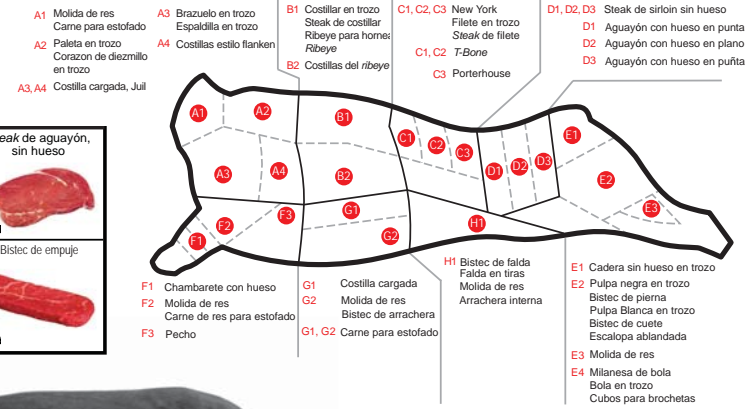 A1 Molida de res
Carne para estofado
A2 Paleta en trozo
Corazon de diezmillo
en trozo
A3, A4 Costilla cargada, Juil
A3 Brazuelo en trozo
Espaldilla en trozo
A4 Costillas estilo flanken
B1 Costillar en trozo
Steak de costillar
Ribeye para hornea
Ribeye
B2 Costillas del ribeye
C1, C2, C3 New York
Filete en trozo
Steak de filete
C1, C2 T-Bone
C3 Porterhouse
D1, D2, D3 Steak de sirloin sin hueso
D1 Aguayón con hueso en punta
D2 Aguayón con hueso en plano
D3 Aguayón con hueso en puñta
eak de aguayón,
sin hueso
Bistec de empuje
A1
A2
A3
A4
B1
B2
C1
C2
C3
D1
D2
D3
E1
E2
E3
F1
F2
F3
G1
G2
H1
F1 Chambarete con hueso
F2 Molida de res
Carne de res para estofado
F3 Pecho
G1 Costilla cargada
G2 Molida de res
Bistec de arrachera
G1, G2 Carne para estofado
H1 Bistec de falda
Falda en tiras
Molida de res
Arrachera interna
E1 Cadera sin hueso en trozo
E2 Pulpa negra en trozo
Bistec de pierna
Pulpa Blanca en trozo
Bistec de cuete
Escalopa ablandada
E3 Molida de res
E4 Milanesa de bola
Bola en trozo
Cubos para brochetas